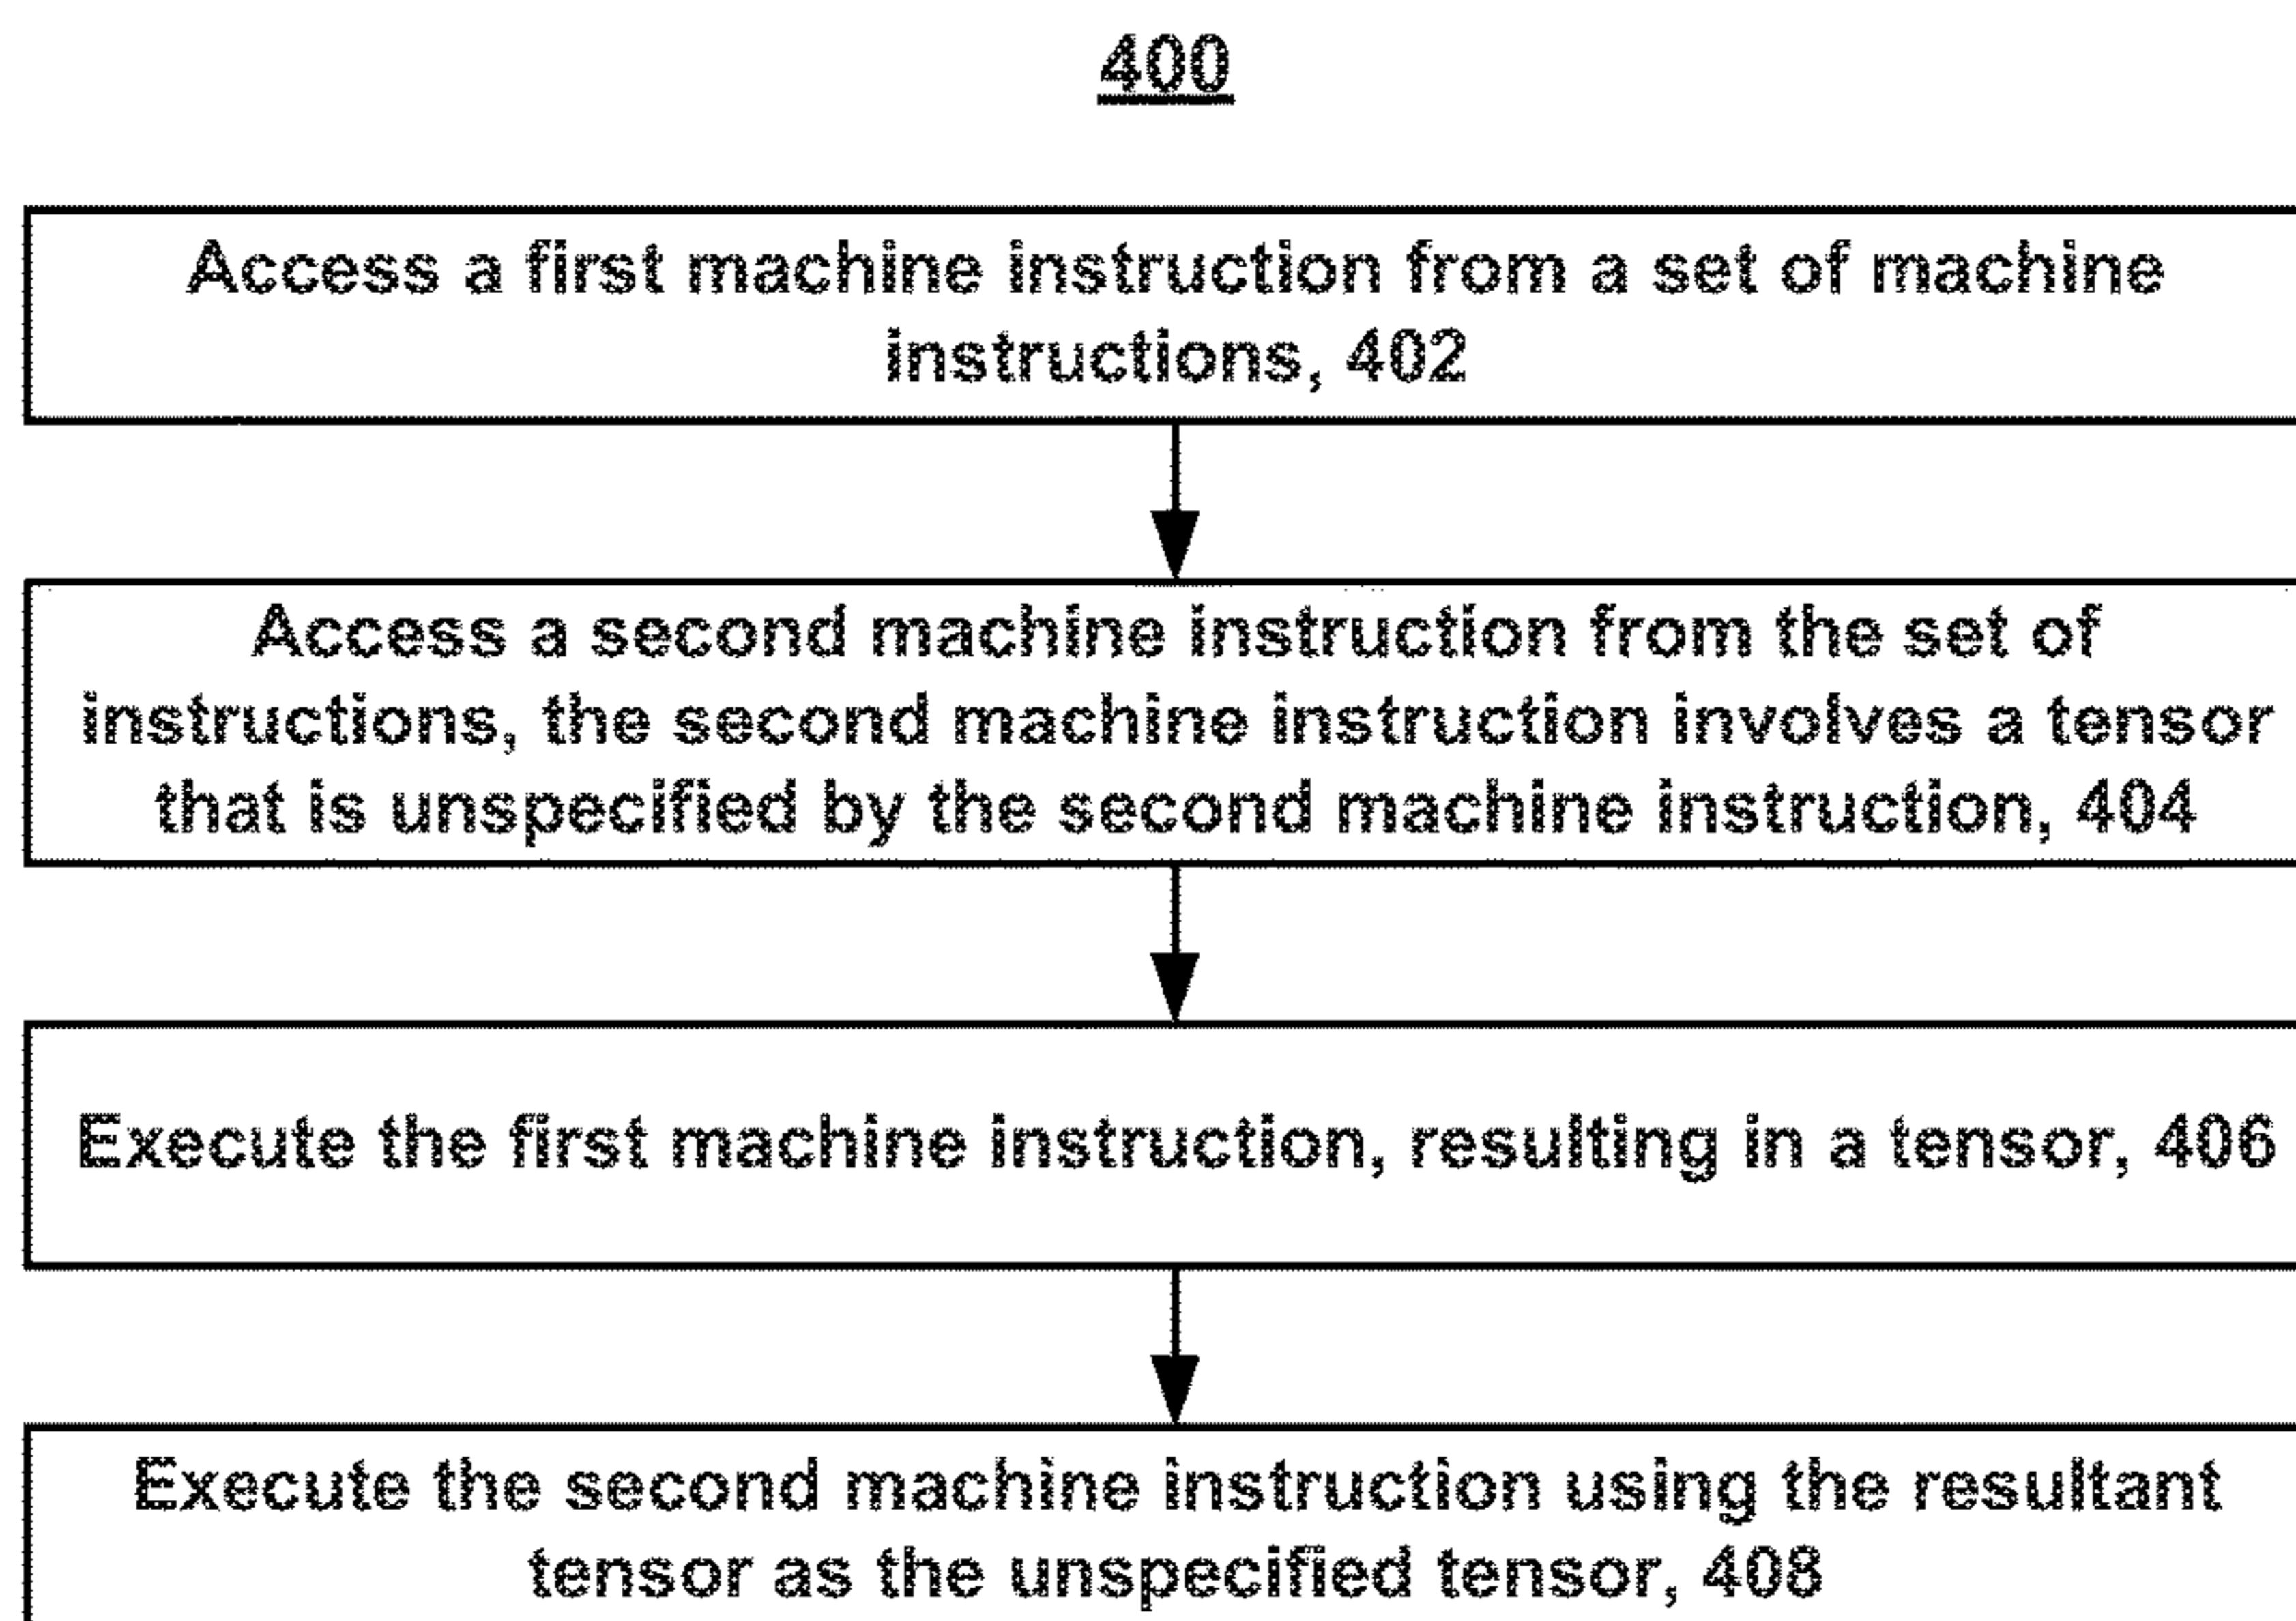 400
Access a first machine instruction from a set of machine
instructions, 402
Access a second machine instruction from the set of
instructions, the second machine instruction involves a tensor
that is unspecified by the second machine instruction, 404
Execute the first machine instruction, resulting in a tensor, 406
Execute the second machine instruction using the resultant
tensor as the unspecified tensor, 408